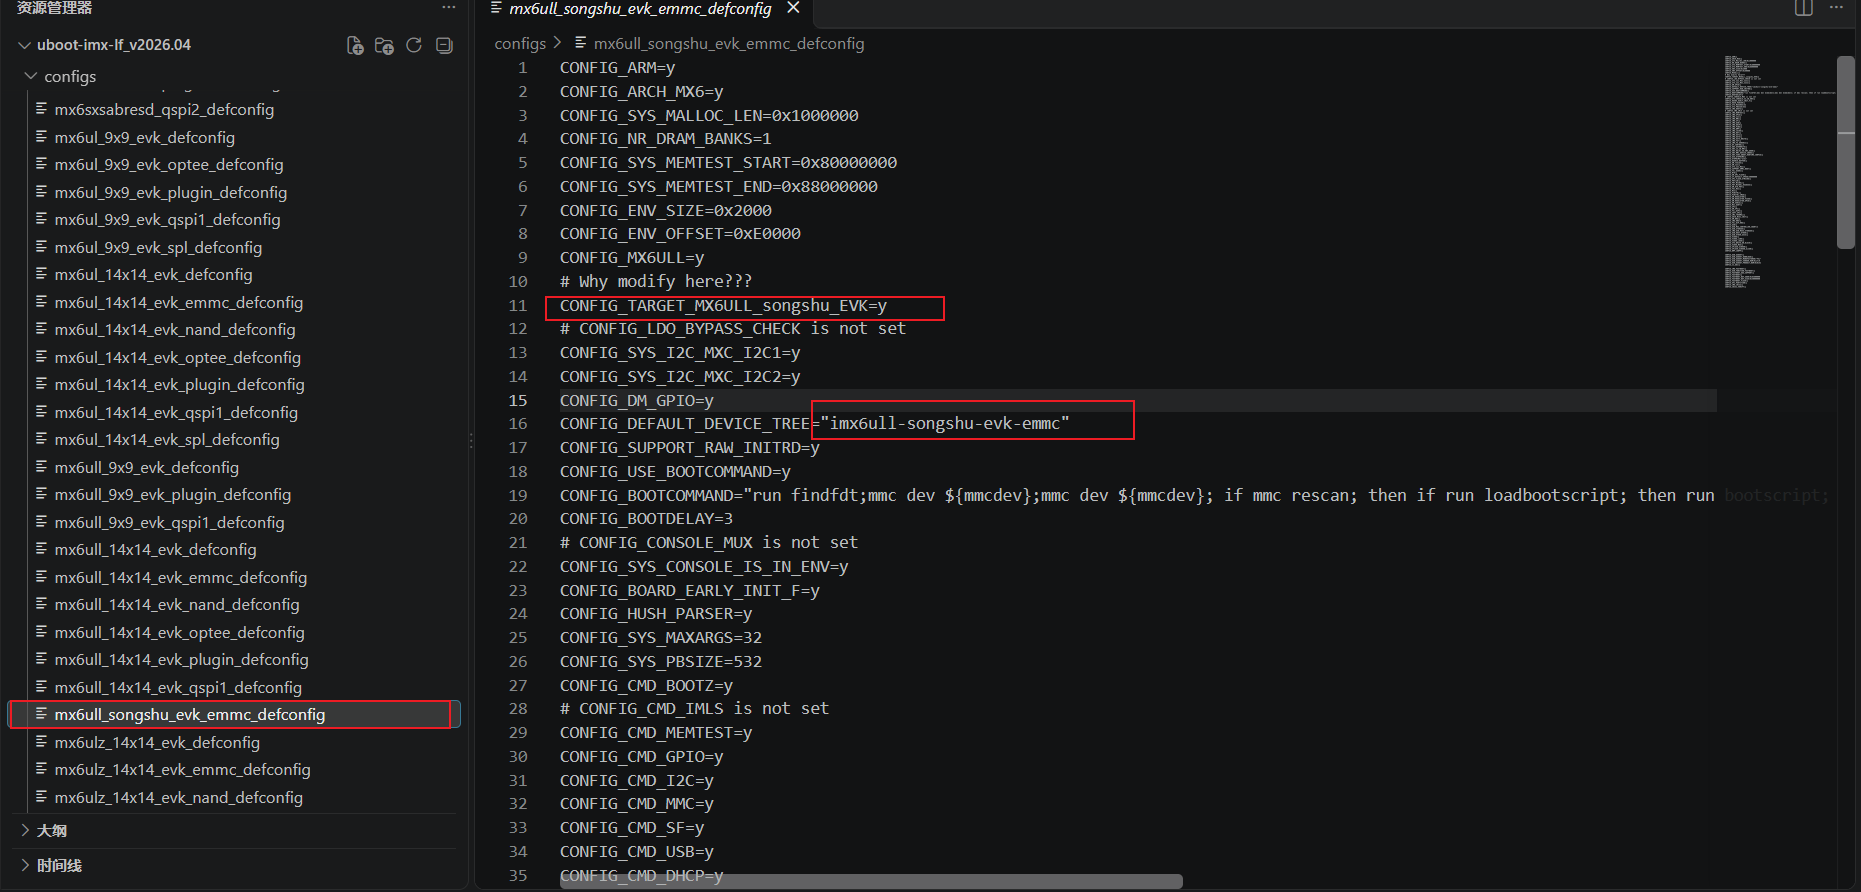 资源管理器
uboot-imx-lf_v2026.04
configs
mx6sxsabresd_qspi2_defconfig
mx6ul_9x9_evk_defconfig
mx6ul_9x9_evk_optee_defconfig
mx6ul_9x9_evk_plugin_defconfig
mx6ul_9x9_evk_qspi1_defconfig
mx6ul_9x9_evk_spl_defconfig
mx6ul_14x14_evk_defconfig
mx6ul_14x14_evk_emmc_defconfig
mx6ul_14x14_evk_nand_defconfig
mx6ul_14x14_evk_optee_defconfig
mx6ul_14x14_evk_plugin_defconfig
mx6ul_14x14_evk_qspi1_defconfig
mx6ul_14x14_evk_spl_defconfig
mx6ull_9x9_evk_defconfig
mx6ull_9x9_evk_plugin_defconfig
mx6ull_9x9_evk_qspi1_defconfig
mx6ull_14x14_evk_defconfig
mx6ull_14x14_evk_emmc_defconfig
mx6ull_14x14_evk_nand_defconfig
mx6ull_14x14_evk_optee_defconfig
mx6ull_14x14_evk_plugin_defconfig
mx6ull_14x14_evk_qspi1_defconfig
mx6ull_songshu_evk_emmc_defconfig
mx6ulz_14x14_evk_defconfig
mx6ulz_14x14_evk_emmc_defconfig
mx6ulz_14x14_evk_nand_defconfig
大纲
时间线
mx6ull_songshu_evk_emmc_defconfig
configs > mx6ull_songshu_evk_emmc_defconfig
1 CONFIG_ARM=y
2 CONFIG_ARCH_MX6=y
3 CONFIG_SYS_MALLOC_LEN=0x1000000
4 CONFIG_NR_DRAM_BANKS=1
5 CONFIG_SYS_MEMTEST_START=0x80000000
6 CONFIG_SYS_MEMTEST_END=0x88000000
7 CONFIG_ENV_SIZE=0x2000
8 CONFIG_ENV_OFFSET=0xE0000
9 CONFIG_MX6ULL=y
10 # Why modify here???
11 CONFIG_TARGET_MX6ULL_songshu_EVK=y
12 # CONFIG_LDO_BYPASS_CHECK is not set
13 CONFIG_SYS_I2C_MXC_I2C1=y
14 CONFIG_SYS_I2C_MXC_I2C2=y
15 CONFIG_DM_GPIO=y
16 CONFIG_DEFAULT_DEVICE_TREE="imx6ull-songshu-evk-emmc"
17 CONFIG_SUPPORT_RAW_INITRD=y
18 CONFIG_USE_BOOTCOMMAND=y
19 CONFIG_BOOTCOMMAND="run findfdt;mmc dev ${mmcdev};mmc dev ${mmcdev}; if mmc rescan; then if run loadbootscript; then run bootscript;
20 CONFIG_BOOTDELAY=3
21 # CONFIG_CONSOLE_MUX is not set
22 CONFIG_SYS_CONSOLE_IS_IN_ENV=y
23 CONFIG_BOARD_EARLY_INIT_F=y
24 CONFIG_HUSH_PARSER=y
25 CONFIG_SYS_MAXARGS=32
26 CONFIG_SYS_PBSIZE=532
27 CONFIG_CMD_BOOTZ=y
28 # CONFIG_CMD_IMLS is not set
29 CONFIG_CMD_MEMTEST=y
30 CONFIG_CMD_GPIO=y
31 CONFIG_CMD_I2C=y
32 CONFIG_CMD_MMC=y
33 CONFIG_CMD_SF=y
34 CONFIG_CMD_USB=y
35 CONFIG_CMD_DHCP=y